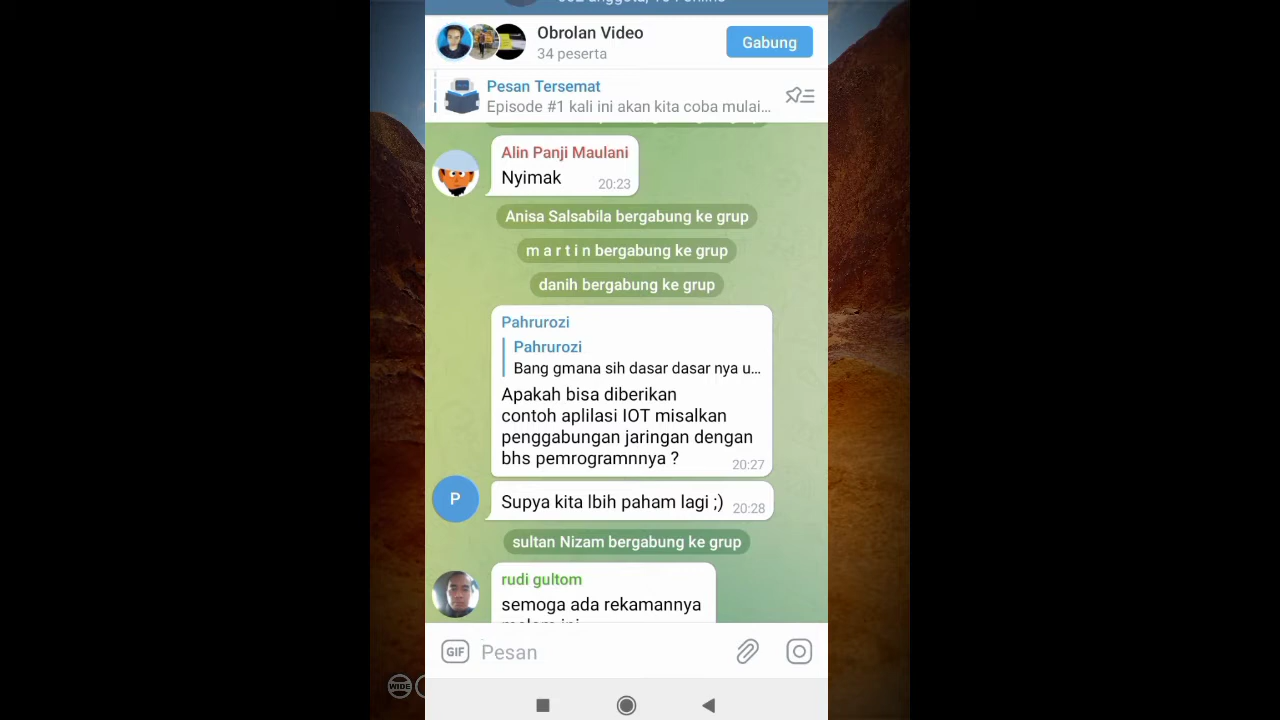 Obrolan Video
34 peserta
Gabung
Pesan Tersemat
Episode #1 kali ini akan kita coba mulai...
Alin Panji Maulani
Nyimak
20:23
Anisa Salsabila bergabung ke grup
m a r t i n bergabung ke grup
danih bergabung ke grup
Pahrurozi
Pahrurozi
Bang gmana sih dasar dasar nya u...
Apakah bisa diberikan
contoh aplilasi IOT misalkan
penggabungan jaringan dengan
bhs pemrogramnnya ?
20:27
P
Supya kita lbih paham lagi ;)
20:28
sultan Nizam bergabung ke grup
rudi gultom
semoga ada rekamannya
GIF
Pesan
WIDE